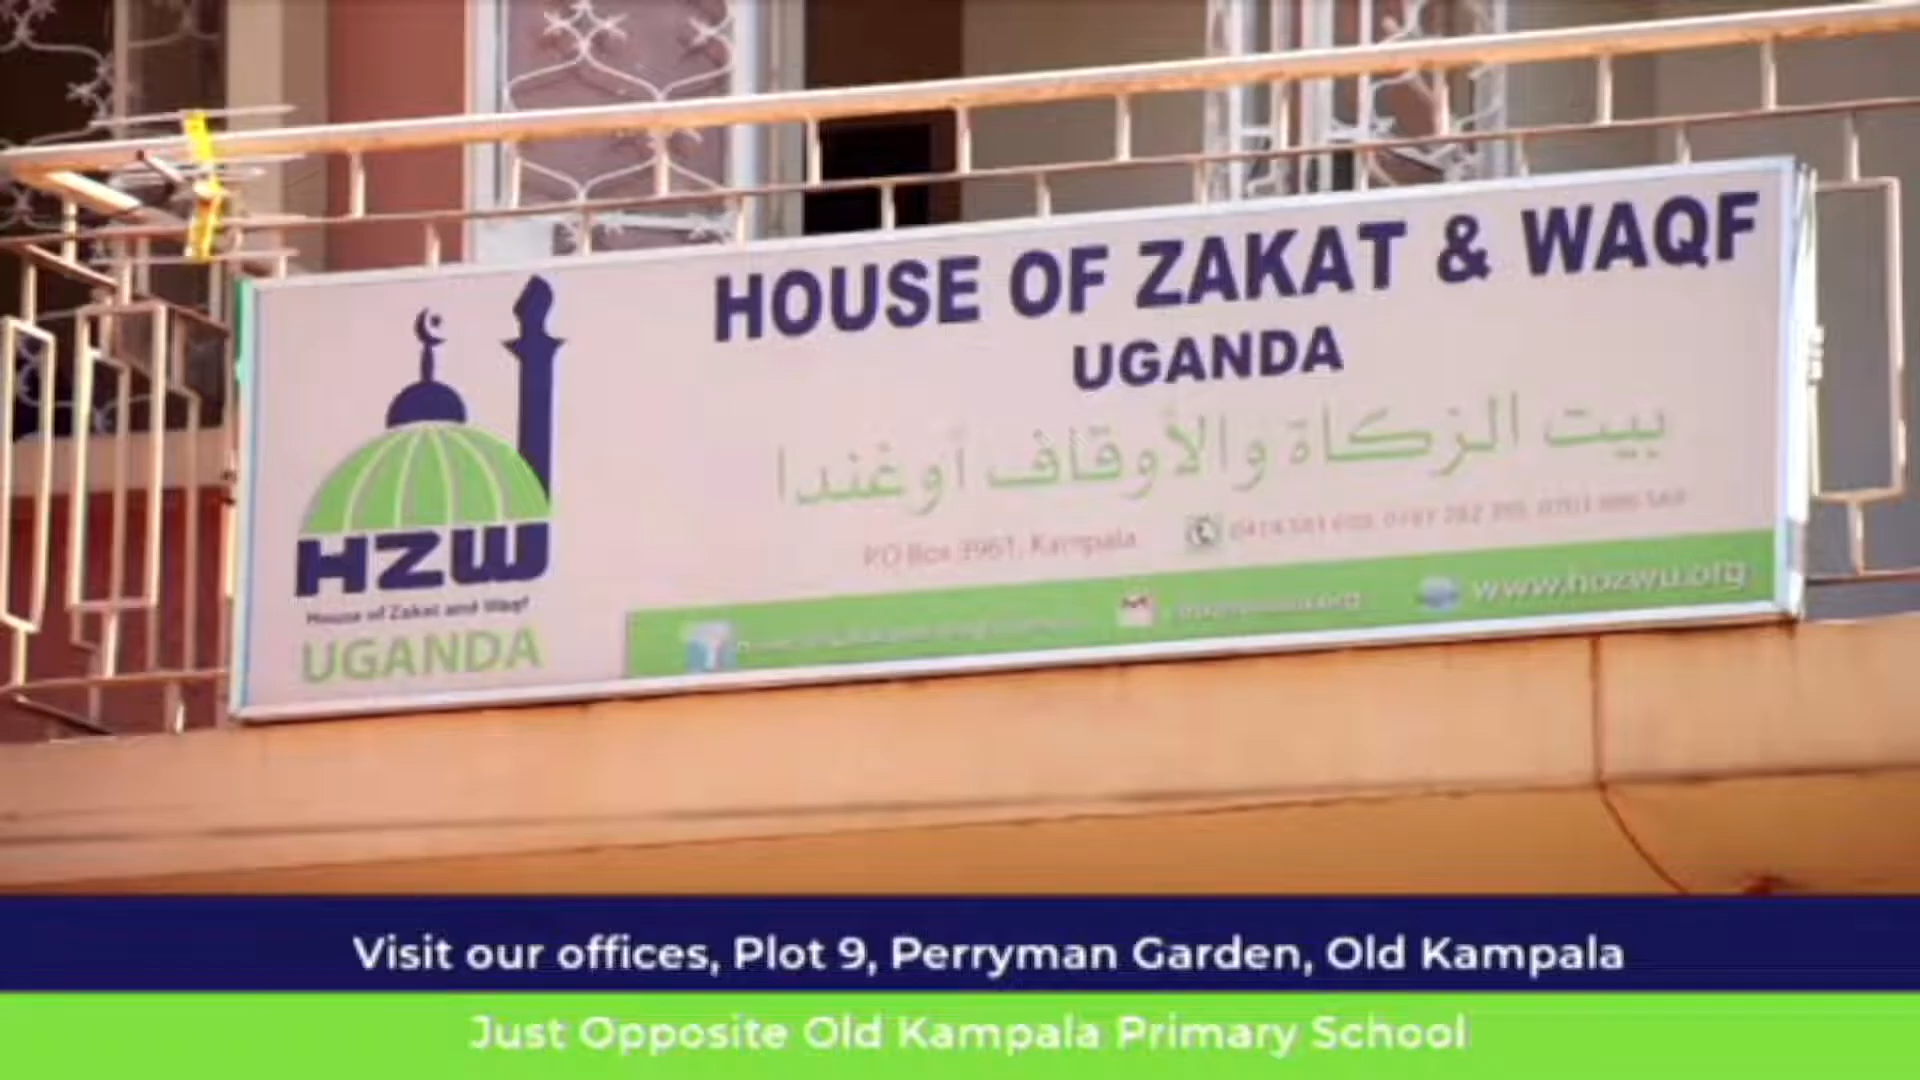 HOUSE OF ZAKAT & WAQF
UGANDA
بيت الزكاة والأوقاف أوغندا
P.O Box 3961, Kampala
www.hozwu.org
HZW
House of Zakat and Waqf
UGANDA
Visit our offices, Plot 9, Perryman Garden, Old Kampala
Just Opposite Old Kampala Primary School